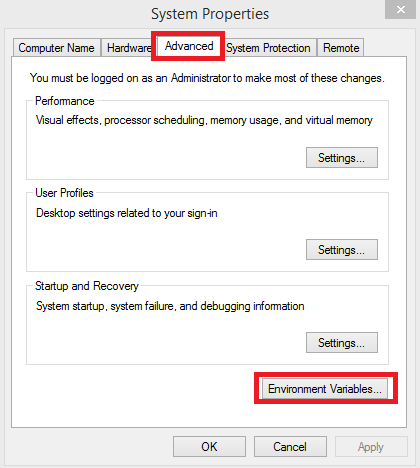 System Properties
Computer Name Hardware Advanced System Protection Remote
You must be logged on as an Administrator to make most of these changes.
Performance
Visual effects, processor scheduling, memory usage, and virtual memory
Settings...
User Profiles
Desktop settings related to your sign-in
Settings...
Startup and Recovery
System startup, system failure, and debugging information
Settings...
Environment Variables...
OK Cancel Apply